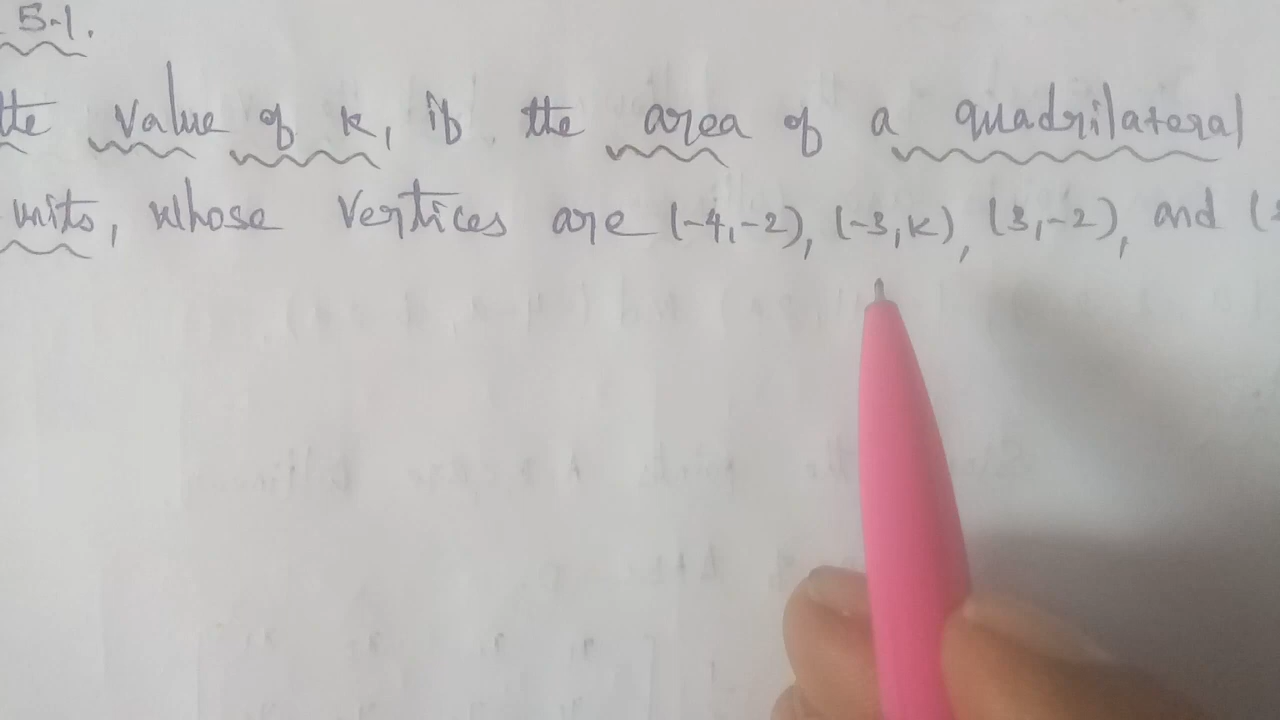 5.1.
the value of k, if the area of a quadrilateral
units, whose vertices are (-4,-2), (-3,k), (3,-2), and (